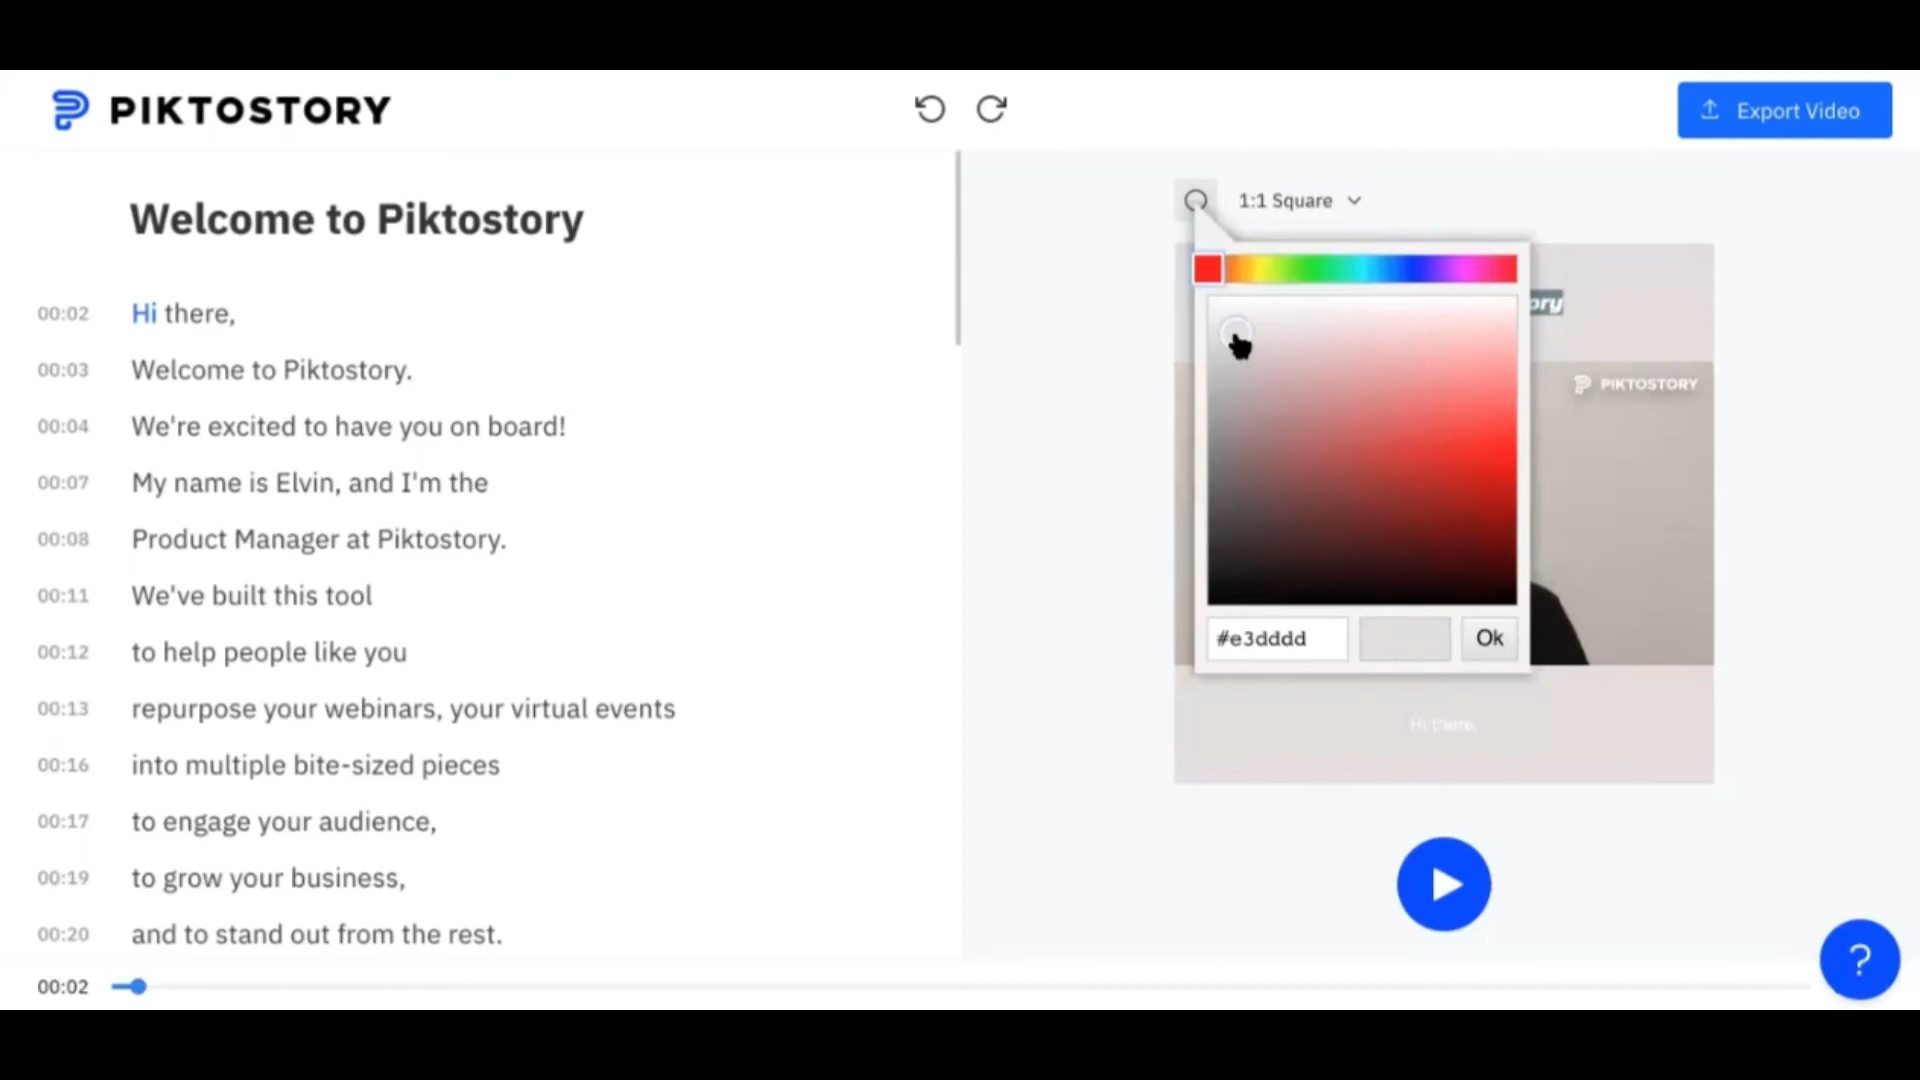 PIKTOSTORY
Export Video
Welcome to Piktostory
00:02 Hi there,
00:03 Welcome to Piktostory.
00:04 We're excited to have you on board!
00:07 My name is Elvin, and I'm the
00:08 Product Manager at Piktostory.
00:11 We've built this tool
00:12 to help people like you
00:13 repurpose your webinars, your virtual events
00:16 into multiple bite-sized pieces
00:17 to engage your audience,
00:19 to grow your business,
00:20 and to stand out from the rest.
00:02
1:1 Square
ory
PIKTOSTORY
#e3dddd
Ok
Hi there,
?